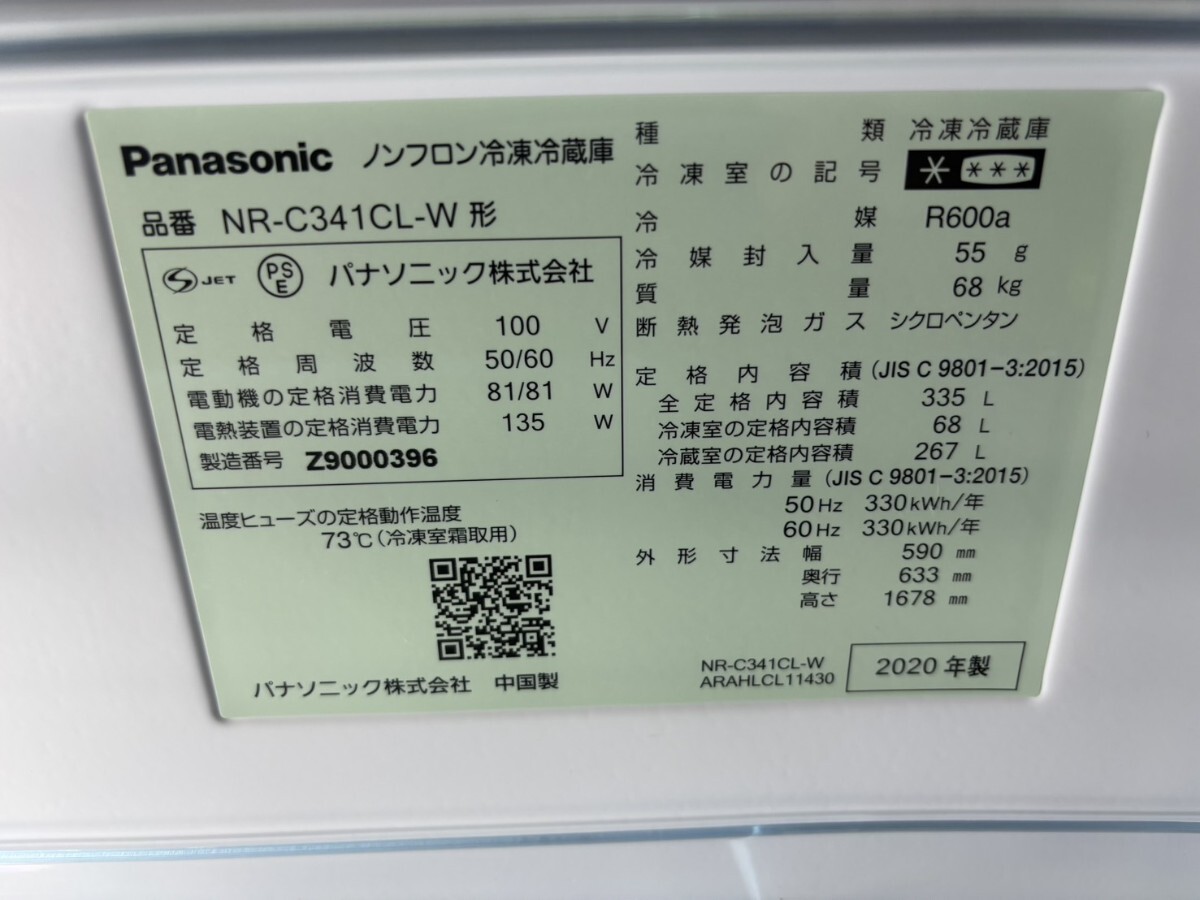 Panasonic ノンフロン冷凍冷蔵庫
品番 NR-C341CL-W 形
S JET PSE パナソニック株式会社
定格電圧 100 V
定格周波数 50/60 Hz
電動機の定格消費電力 81/81 W
電熱装置の定格消費電力 135 W
製造番号 Z9000396
温度ヒューズの定格動作温度
73℃(冷凍室霜取用)
パナソニック株式会社 中国製
種類 冷凍冷蔵庫
冷凍室の記号 * ***
冷媒 R600a
冷媒封入量 55 g
質量 68 kg
断熱発泡ガス シクロペンタン
定格内容積 (JIS C 9801-3:2015)
全定格内容積 335 L
冷凍室の定格内容積 68 L
冷蔵室の定格内容積 267 L
消費電力量 (JIS C 9801-3:2015)
50Hz 330kWh/年
60Hz 330kWh/年
外形寸法幅 590 mm
奥行 633 mm
高さ 1678 mm
NR-C341CL-W
ARAHLCL11430
2020年製